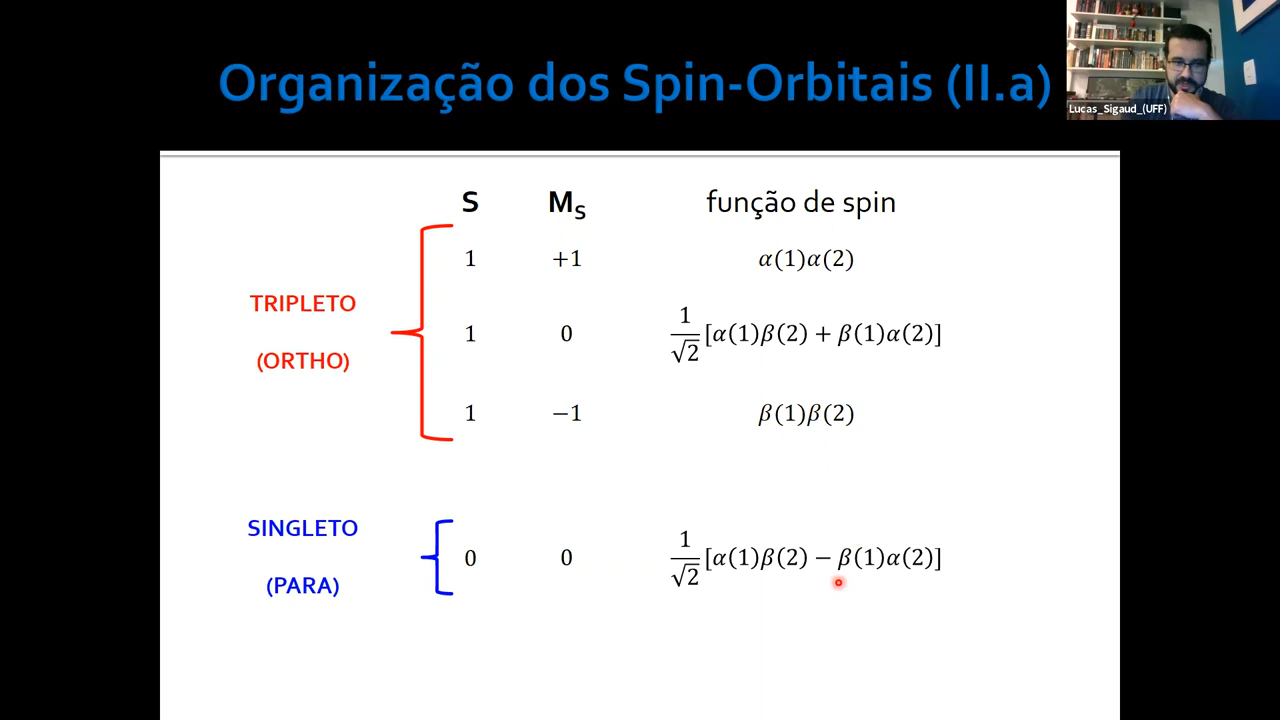 Organização dos Spin-Orbitais (II.a)
Lucas_Sigaud_(UFF)
S M_S função de spin
1 +1 α(1)α(2)
TRIPLETO
(ORTHO)
1 0 1/√2 [α(1)β(2) + β(1)α(2)]
1 −1 β(1)β(2)
SINGLETO
(PARA)
0 0 1/√2 [α(1)β(2) − β(1)α(2)]